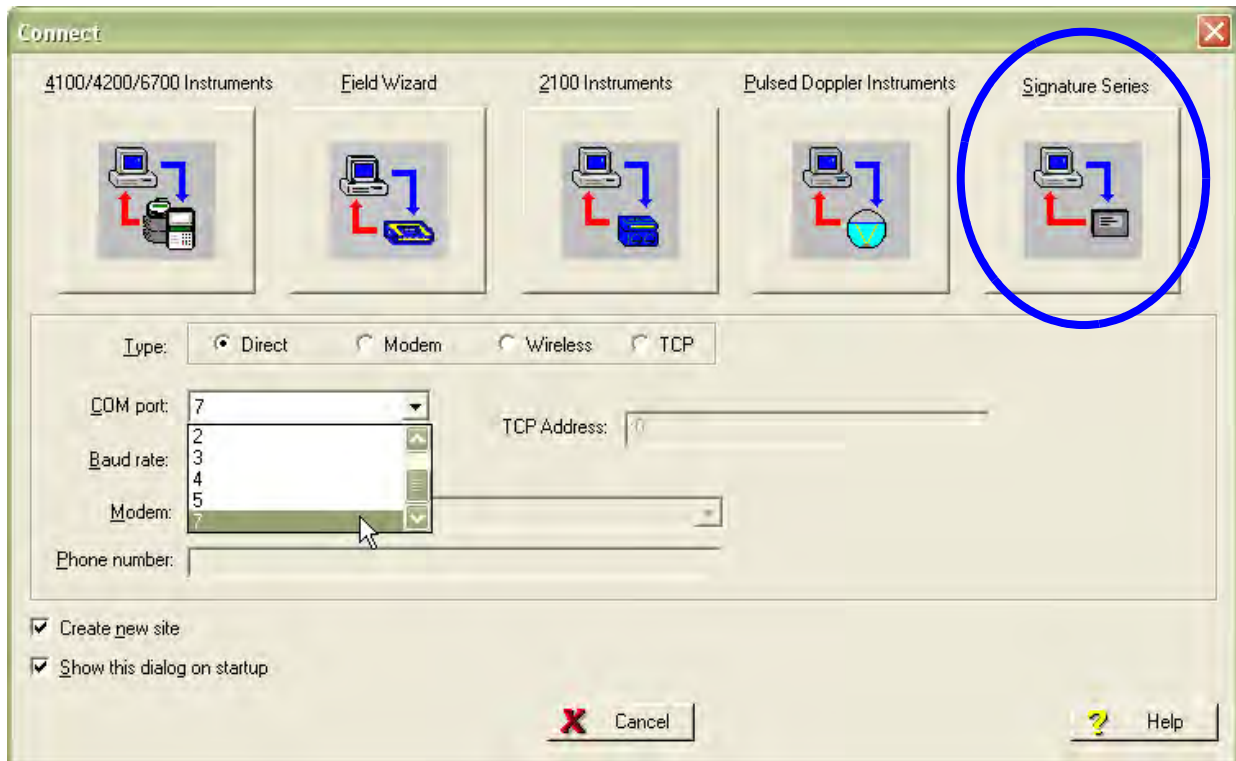 Connect
4100/4200/6700 Instruments
Field Wizard
2100 Instruments
Pulsed Doppler Instruments
Signature Series
Type:
Direct
Modem
Wireless
TCP
COM port:
7
TCP Address:
0
2
3
4
5
7
Baud rate:
Modem:
Phone number:
Create new site
Show this dialog on startup
X Cancel
? Help